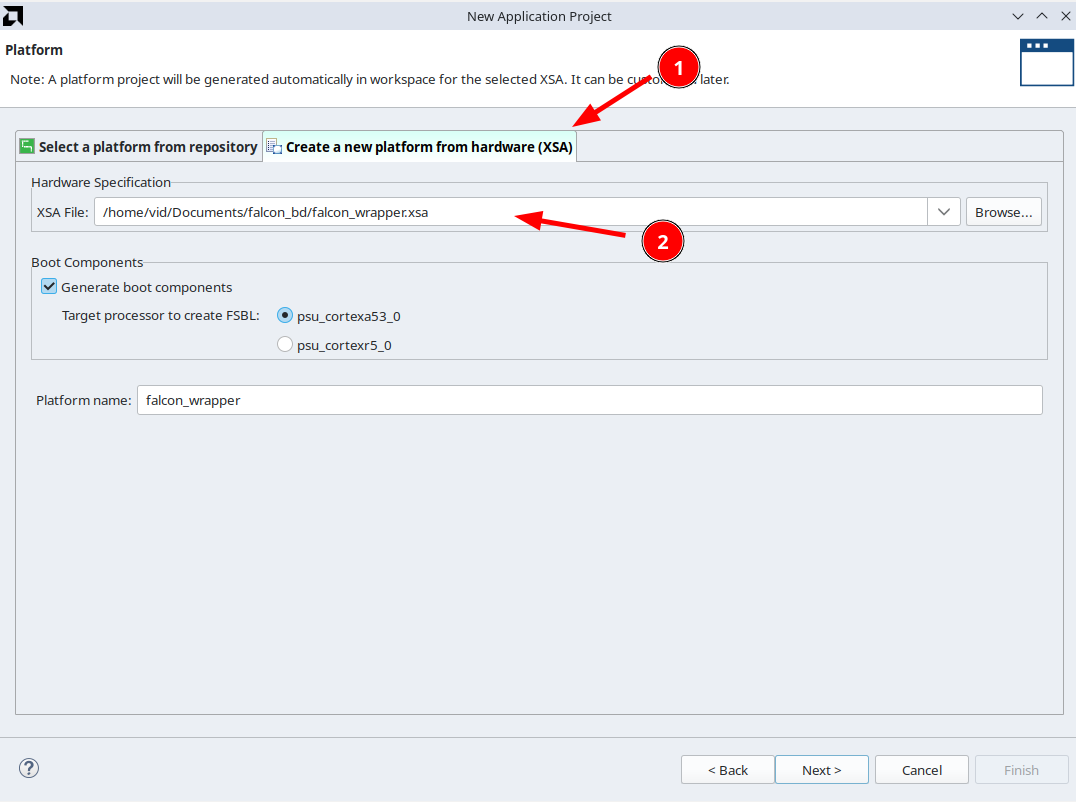 New Application Project
Platform
Note: A platform project will be generated automatically in workspace for the selected XSA. It can be later.
1
Select a platform from repository
Create a new platform from hardware (XSA)
Hardware Specification
XSA File: /home/vid/Documents/falcon_bd/falcon_wrapper.xsa
Browse...
2
Boot Components
Generate boot components
Target processor to create FSBL: psu_cortexa53_0
psu_cortexr5_0
Platform name: falcon_wrapper
?
< Back
Next >
Cancel
Finish